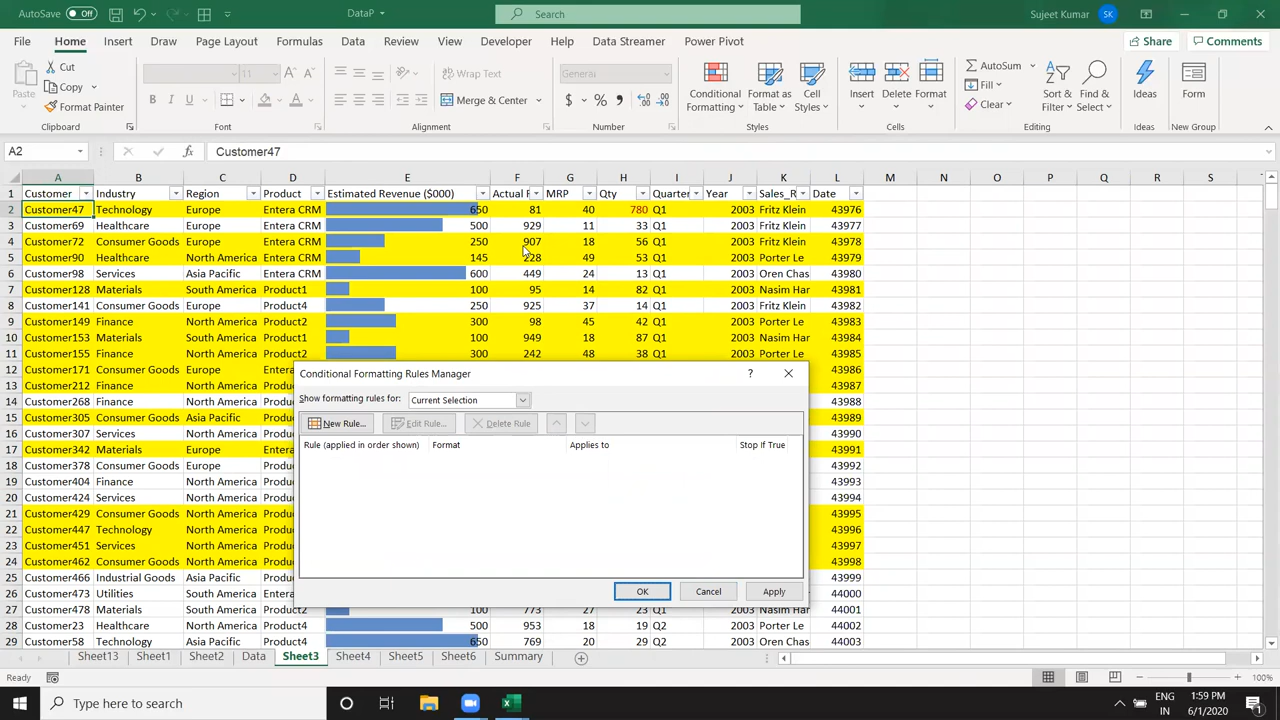 AutoSave Off DataP Search Sujeet Kumar SK
File Home Insert Draw Page Layout Formulas Data Review View Developer Help Data Streamer Power Pivot Share Comments
Paste Cut Copy Format Painter
11 Wrap Text Merge & Center General
Conditional Formatting Format as Table Cell Styles Insert Delete Format AutoSum Fill Clear Sort & Filter Find & Select Ideas Form
Clipboard Font Alignment Number Styles Cells Editing Ideas New Group
A2 fx Customer47
A B C D E F G H I J K L M N O P Q R S
1 Customer Industry Region Product Estimated Revenue ($000) Actual MRP Qty Quarter Year Sales_R Date
2 Customer47 Technology Europe Entera CRM 650 81 40 780 Q1 2003 Fritz Klein 43976
3 Customer69 Healthcare Europe Entera CRM 500 929 11 33 Q1 2003 Fritz Klein 43977
4 Customer72 Consumer Goods Europe Entera CRM 250 907 18 56 Q1 2003 Fritz Klein 43978
5 Customer90 Healthcare Europe Entera CRM 145 228 49 53 Q1 2003 Porter Le 43979
6 Customer98 Services Asia Pacific Entera CRM 600 449 24 13 Q1 2003 Oren Chas 43980
7 Customer128 Materials South America Product1 100 95 14 82 Q1 2003 Nasim Har 43981
8 Customer141 Consumer Goods Europe Product4 250 925 37 14 Q1 2003 Fritz Klein 43982
9 Customer149 Finance North America Product2 300 98 45 42 Q1 2003 Porter Le 43983
10 Customer153 Materials South America Product1 100 949 18 87 Q1 2003 Nasim Har 43984
11 Customer155 Finance North America Product2 300 242 48 38 Q1 2003 Porter Le 43985
12 Customer171 Consumer Goods Europe Entera 43986
13 Customer212 Finance North America Produ 43987
14 Customer268 Finance North America Produ 43988
15 Customer305 Consumer Goods Asia Pacific Produ 43989
16 Customer307 Services North America Produ 43990
17 Customer342 Materials Europe Entera 43991
18 Customer378 Consumer Goods Europe Produ 43992
19 Customer404 Finance North America Produ 43993
20 Customer424 Services North America Produ 43994
21 Customer429 Consumer Goods North America Produ 43995
22 Customer447 Technology North America Produ 43996
23 Customer451 Services North America Produ 43997
24 Customer462 Consumer Goods North America Produ 43998
25 Customer466 Industrial Goods Asia Pacific Produ 43999
26 Customer473 Utilities South America Entera 44000
27 Customer478 Materials South America Product2 100 773 27 23 Q1 2003 Nasim Har 44001
28 Customer23 Healthcare North America Product4 500 953 18 19 Q2 2003 Porter Le 44002
29 Customer58 Technology Asia Pacific Product4 650 769 20 29 Q2 2003 Oren Chas 44003
Conditional Formatting Rules Manager ?
Show formatting rules for: Current Selection
New Rule... Edit Rule... Delete Rule
Rule (applied in order shown) Format Applies to Stop If True
OK Cancel Apply
Sheet13 Sheet1 Sheet2 Data Sheet3 Sheet4 Sheet5 Sheet6 Summary
Ready 100%
Type here to search ENG IN 1:59 PM 6/1/2020 1